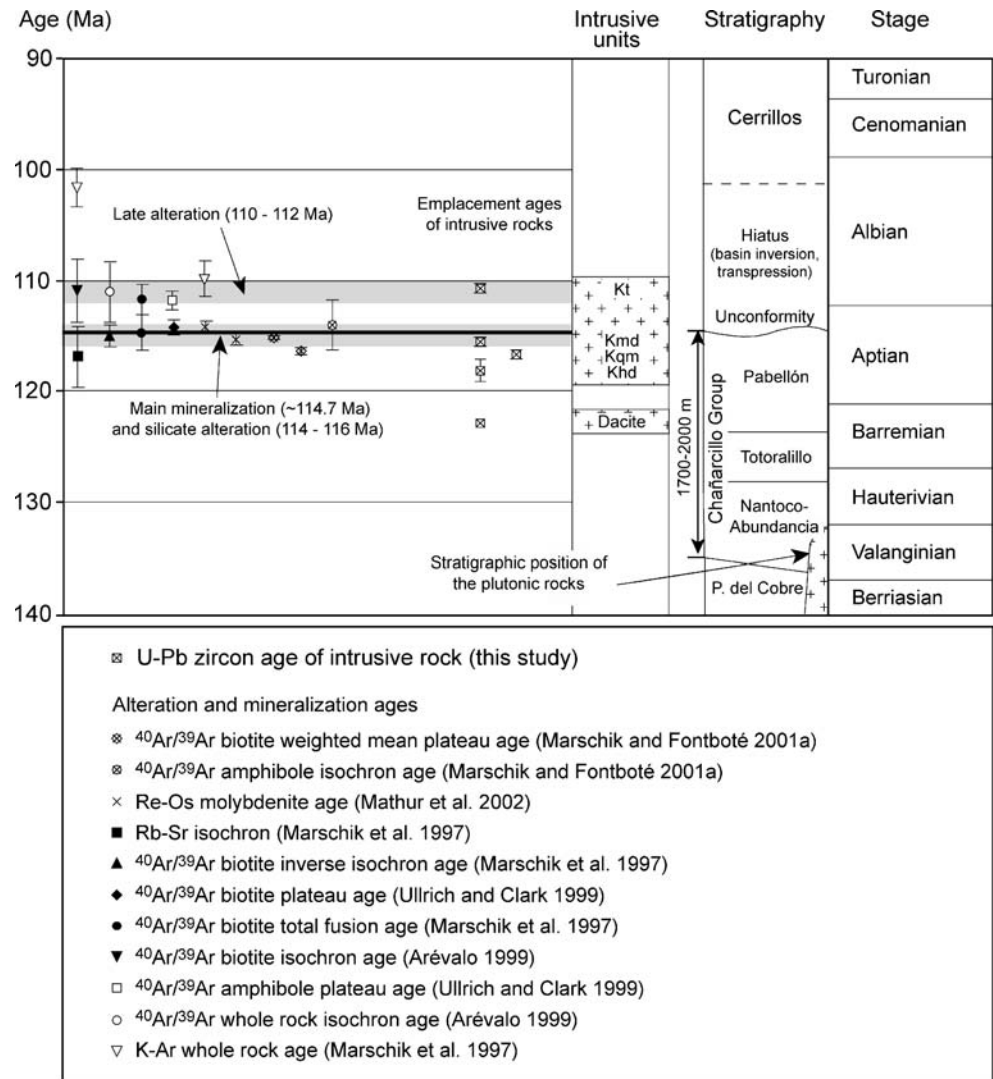 Age (Ma)
Intrusive units
Stratigraphy
Stage
90
100
110
120
130
140
Late alteration (110 - 112 Ma)
Emplacement ages
of intrusive rocks
Main mineralization (~114.7 Ma)
and silicate alteration (114 - 116 Ma)
Kt
Kmd
Kqm
Khd
Dacite
Stratigraphic position of
the plutonic rocks
1700-2000 m
Chañarcillo Group
Cerrillos
Hiatus
(basin inversion,
transpression)
Unconformity
Pabellón
Totoralillo
Nantoco-
Abundancia
P. del Cobre
Turonian
Cenomanian
Albian
Aptian
Barremian
Hauterivian
Valanginian
Berriasian
U-Pb zircon age of intrusive rock (this study)
Alteration and mineralization ages
40Ar/39Ar biotite weighted mean plateau age (Marschik and Fontboté 2001a)
40Ar/39Ar amphibole isochron age (Marschik and Fontboté 2001a)
Re-Os molybdenite age (Mathur et al. 2002)
Rb-Sr isochron (Marschik et al. 1997)
40Ar/39Ar biotite inverse isochron age (Marschik et al. 1997)
40Ar/39Ar biotite plateau age (Ullrich and Clark 1999)
40Ar/39Ar biotite total fusion age (Marschik et al. 1997)
40Ar/39Ar biotite isochron age (Arévalo 1999)
40Ar/39Ar amphibole plateau age (Ullrich and Clark 1999)
40Ar/39Ar whole rock isochron age (Arévalo 1999)
K-Ar whole rock age (Marschik et al. 1997)